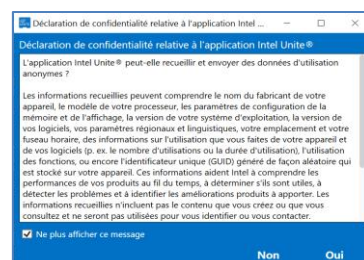 Déclaration de confidentialité relative à l'application Intel ...
Déclaration de confidentialité relative à l'application Intel Unite®
L'application Intel Unite® peut-elle recueillir et envoyer des données d'utilisation
anonymes ?
Les informations recueillies peuvent comprendre le nom du fabricant de votre
appareil, le modèle de votre processeur, les paramètres de configuration de la
mémoire et de l'affichage, la version de votre système d'exploitation, la version de
vos logiciels, vos paramètres régionaux et linguistiques, votre emplacement et votre
fuseau horaire, des informations sur l'utilisation que vous faites de votre appareil et
de vos logiciels (p. ex. le nombre d'utilisations ou la durée d'utilisation), l'utilisation
des fonctions, ou encore l'identificateur unique (GUID) généré de façon aléatoire qui
est stocké sur votre appareil. Ces informations aident Intel à comprendre les
performances de vos produits au fil du temps, à déterminer s'ils sont utiles, à
détecter les problèmes et à identifier les améliorations produits à apporter. Les
informations recueillies n'incluent pas le contenu que vous créez ou que vous
consultez et ne seront pas utilisées pour vous identifier ou vous contacter.
Ne plus afficher ce message
Non Oui